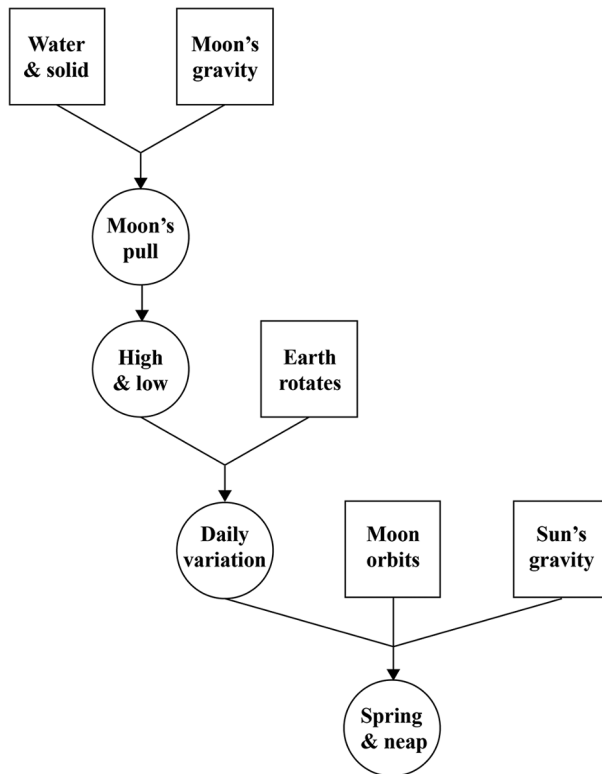 Water
& solid
Moon’s
gravity
Moon’s
pull
High
& low
Earth
rotates
Daily
variation
Moon
orbits
Sun’s
gravity
Spring
& neap